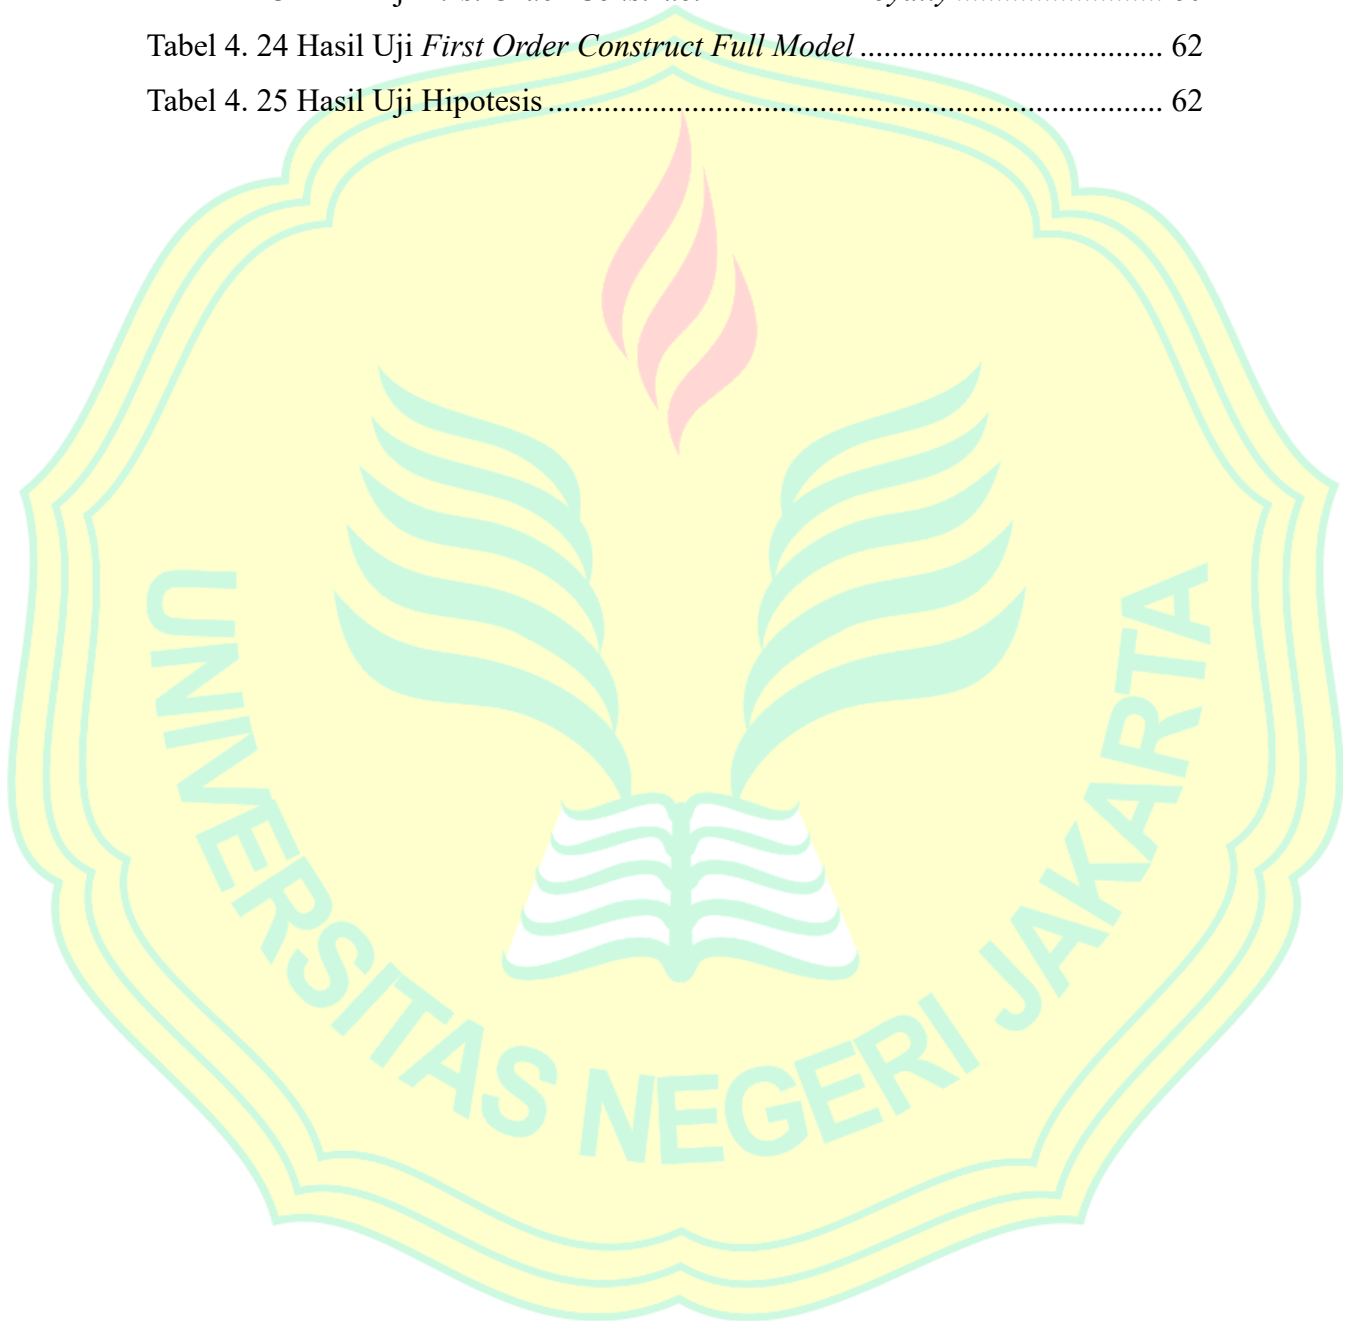 Tabel 4. 24 Hasil Uji First Order Construct Full Model ...................................... 62
Tabel 4. 25 Hasil Uji Hipotesis ............................................................................. 62
UNIVERSITAS NEGERI JAKARTA